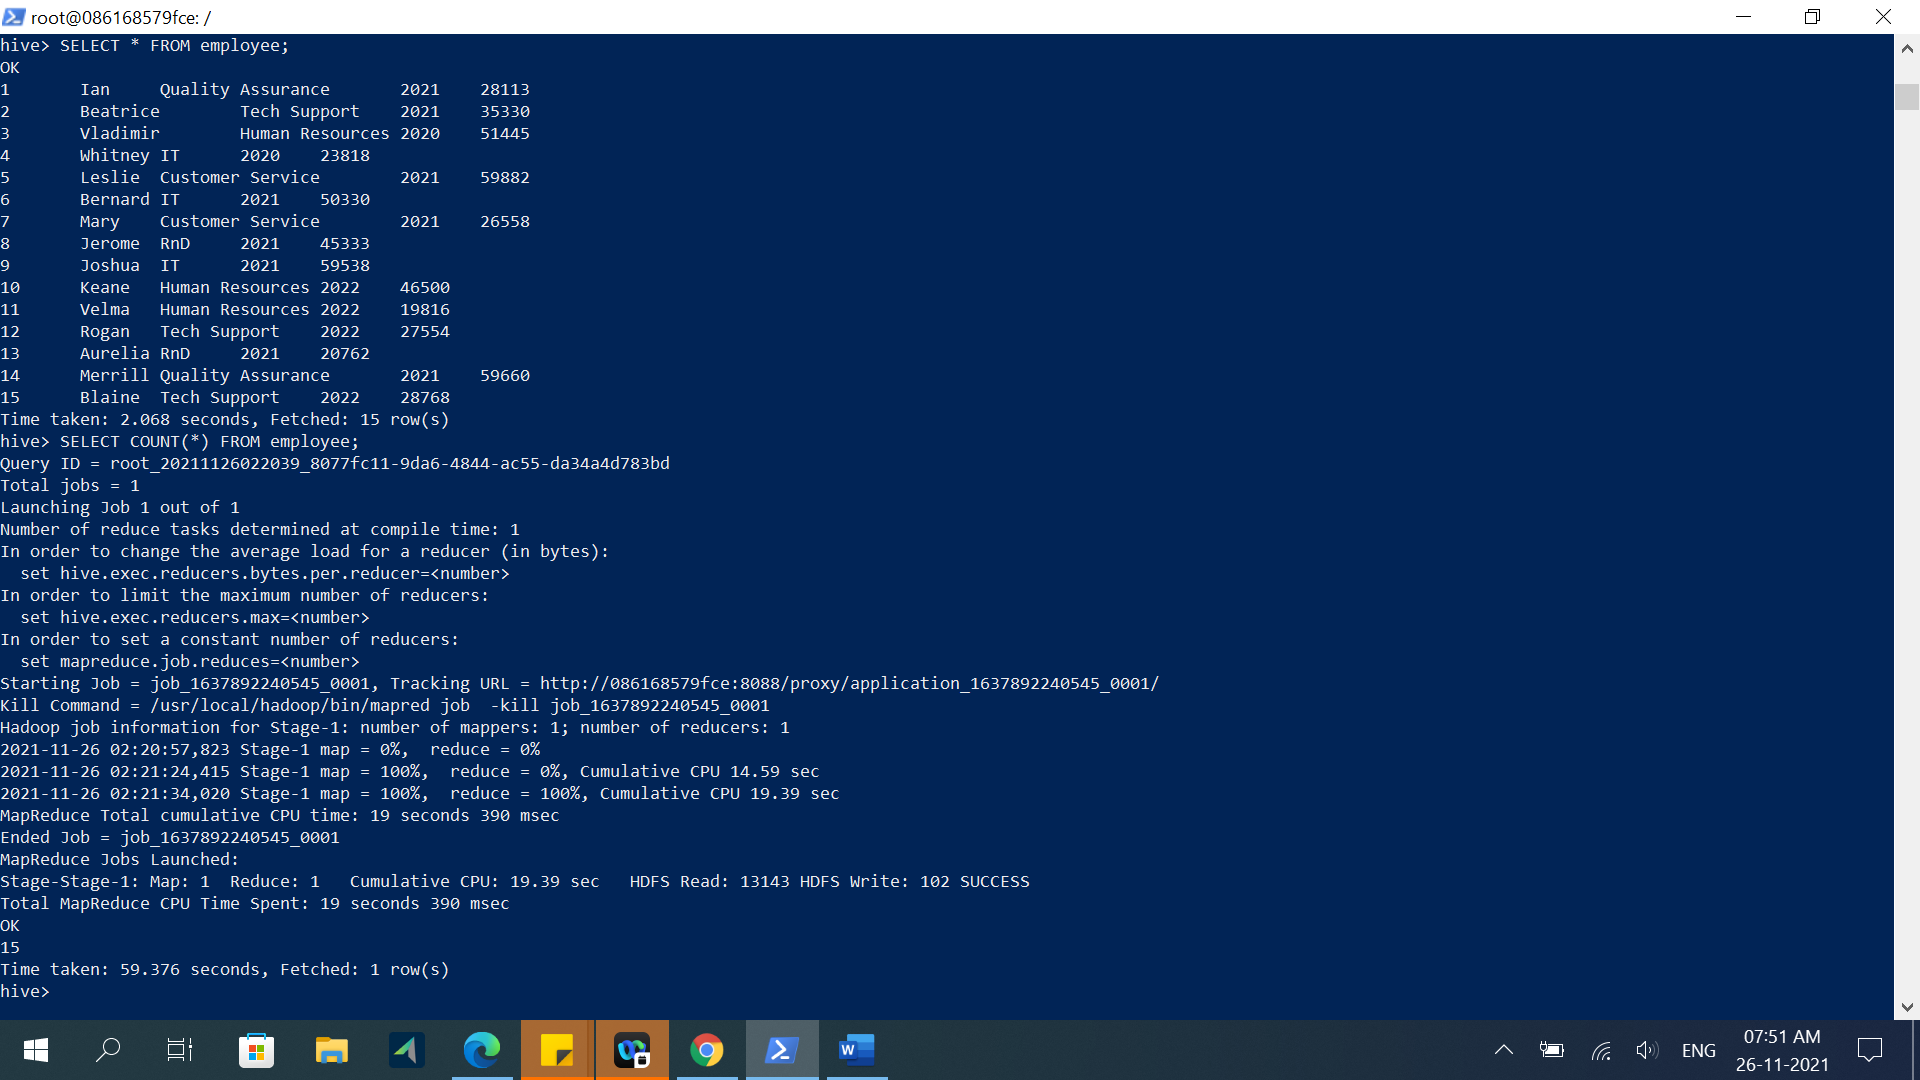 root@086168579fce: /
hive> SELECT * FROM employee;
OK
1 Ian Quality Assurance 2021 28113
2 Beatrice Tech Support 2021 35330
3 Vladimir Human Resources 2020 51445
4 Whitney IT 2020 23818
5 Leslie Customer Service 2021 59882
6 Bernard IT 2021 50330
7 Mary Customer Service 2021 26558
8 Jerome RnD 2021 45333
9 Joshua IT 2021 59538
10 Keane Human Resources 2022 46500
11 Velma Human Resources 2022 19816
12 Rogan Tech Support 2022 27554
13 Aurelia RnD 2021 20762
14 Merrill Quality Assurance 2021 59660
15 Blaine Tech Support 2022 28768
Time taken: 2.068 seconds, Fetched: 15 row(s)
hive> SELECT COUNT(*) FROM employee;
Query ID = root_20211126022039_8077fc11-9da6-4844-ac55-da34a4d783bd
Total jobs = 1
Launching Job 1 out of 1
Number of reduce tasks determined at compile time: 1
In order to change the average load for a reducer (in bytes):
  set hive.exec.reducers.bytes.per.reducer=<number>
In order to limit the maximum number of reducers:
  set hive.exec.reducers.max=<number>
In order to set a constant number of reducers:
  set mapreduce.job.reduces=<number>
Starting Job = job_1637892240545_0001, Tracking URL = http://086168579fce:8088/proxy/application_1637892240545_0001/
Kill Command = /usr/local/hadoop/bin/mapred job  -kill job_1637892240545_0001
Hadoop job information for Stage-1: number of mappers: 1; number of reducers: 1
2021-11-26 02:20:57,823 Stage-1 map = 0%,  reduce = 0%
2021-11-26 02:21:24,415 Stage-1 map = 100%,  reduce = 0%, Cumulative CPU 14.59 sec
2021-11-26 02:21:34,020 Stage-1 map = 100%,  reduce = 100%, Cumulative CPU 19.39 sec
MapReduce Total cumulative CPU time: 19 seconds 390 msec
Ended Job = job_1637892240545_0001
MapReduce Jobs Launched:
Stage-Stage-1: Map: 1  Reduce: 1   Cumulative CPU: 19.39 sec   HDFS Read: 13143 HDFS Write: 102 SUCCESS
Total MapReduce CPU Time Spent: 19 seconds 390 msec
OK
15
Time taken: 59.376 seconds, Fetched: 1 row(s)
hive>
W
ENG
07:51 AM
26-11-2021